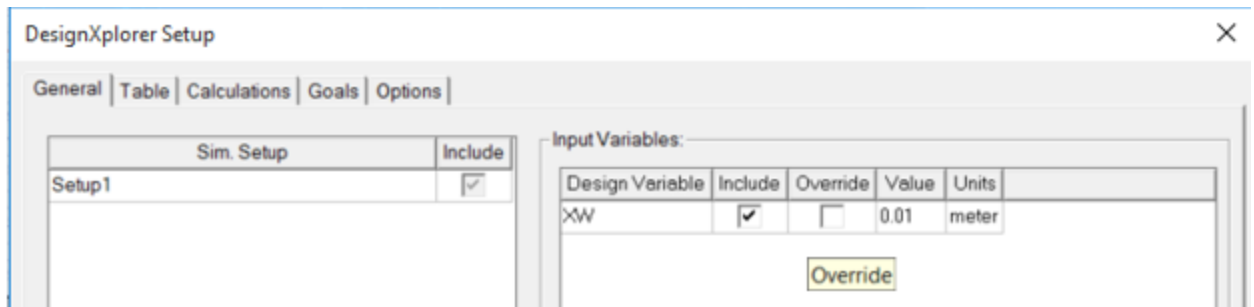 DesignXplorer Setup
General Table Calculations Goals Options
Sim. Setup Include
Setup1
Input Variables:
Design Variable Include Override Value Units
XW 0.01 meter
Override